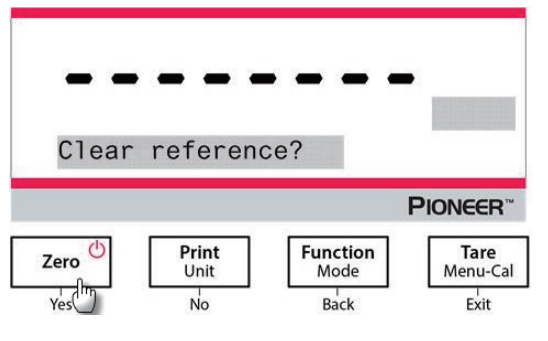 Clear reference?
PIONEER™
Zero
Print
Unit
Function
Mode
Tare
Menu-Cal
Yes
No
Back
Exit